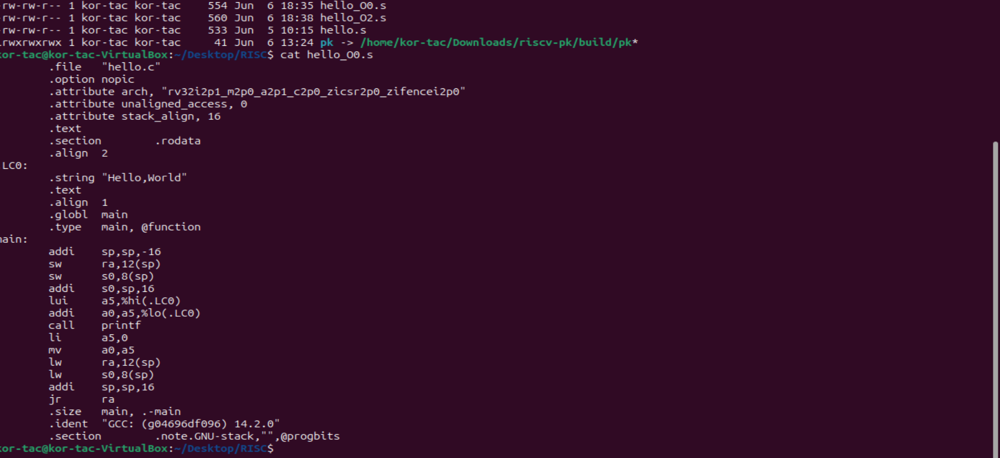 -rw-rw-r-- 1 kor-tac kor-tac    554 Jun  6 18:35 hello_O0.s
-rw-rw-r-- 1 kor-tac kor-tac    560 Jun  6 18:38 hello_O2.s
-rw-rw-r-- 1 kor-tac kor-tac    533 Jun  5 10:15 hello.s
lrwxrwxrwx 1 kor-tac kor-tac     41 Jun  6 13:24 pk -> /home/kor-tac/Downloads/riscv-pk/build/pk*
kor-tac@kor-tac-VirtualBox:~/Desktop/RISC$ cat hello_O0.s
        .file   "hello.c"
        .option nopic
        .attribute arch, "rv32i2p1_m2p0_a2p1_c2p0_zicsr2p0_zifencei2p0"
        .attribute unaligned_access, 0
        .attribute stack_align, 16
        .text
        .section        .rodata
        .align  2
.LC0:
        .string "Hello,World"
        .text
        .align  1
        .globl  main
        .type   main, @function
main:
        addi    sp,sp,-16
        sw      ra,12(sp)
        sw      s0,8(sp)
        addi    s0,sp,16
        lui     a5,%hi(.LC0)
        addi    a0,a5,%lo(.LC0)
        call    printf
        li      a5,0
        mv      a0,a5
        lw      ra,12(sp)
        lw      s0,8(sp)
        addi    sp,sp,16
        jr      ra
        .size   main, .-main
        .ident  "GCC: (g04696df096) 14.2.0"
        .section        .note.GNU-stack,"",@progbits
kor-tac@kor-tac-VirtualBox:~/Desktop/RISC$